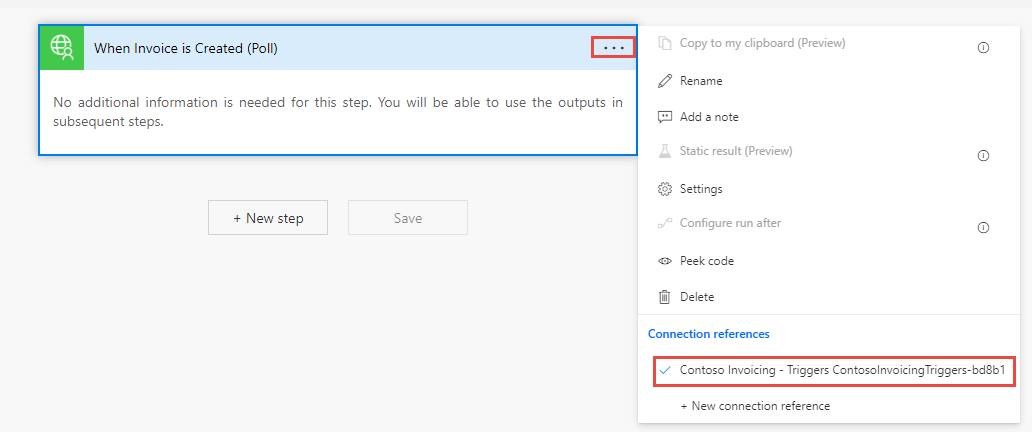 When Invoice is Created (Poll)
...
No additional information is needed for this step. You will be able to use the outputs in
subsequent steps.
+ New step
Save
Copy to my clipboard (Preview)
Rename
Add a note
Static result (Preview)
Settings
Configure run after
Peek code
Delete
Connection references
Contoso Invoicing - Triggers ContosoInvoicingTriggers-bd8b1
+ New connection reference